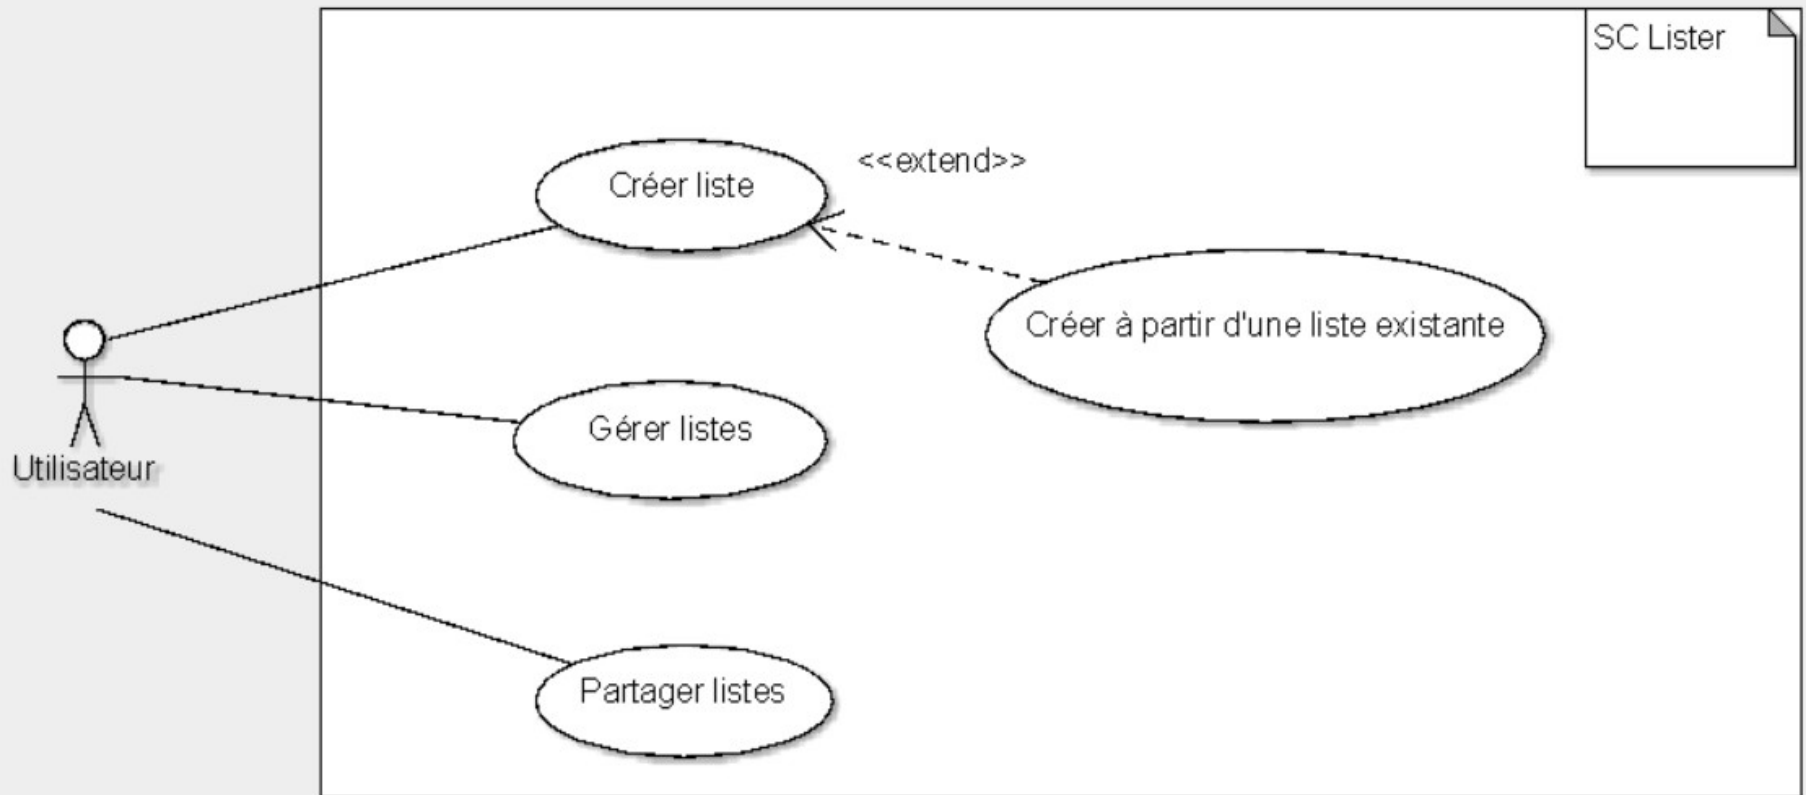 SC Lister
<<extend>>
Créer liste
Créer à partir d'une liste existante
Gérer listes
Utilisateur
Partager listes